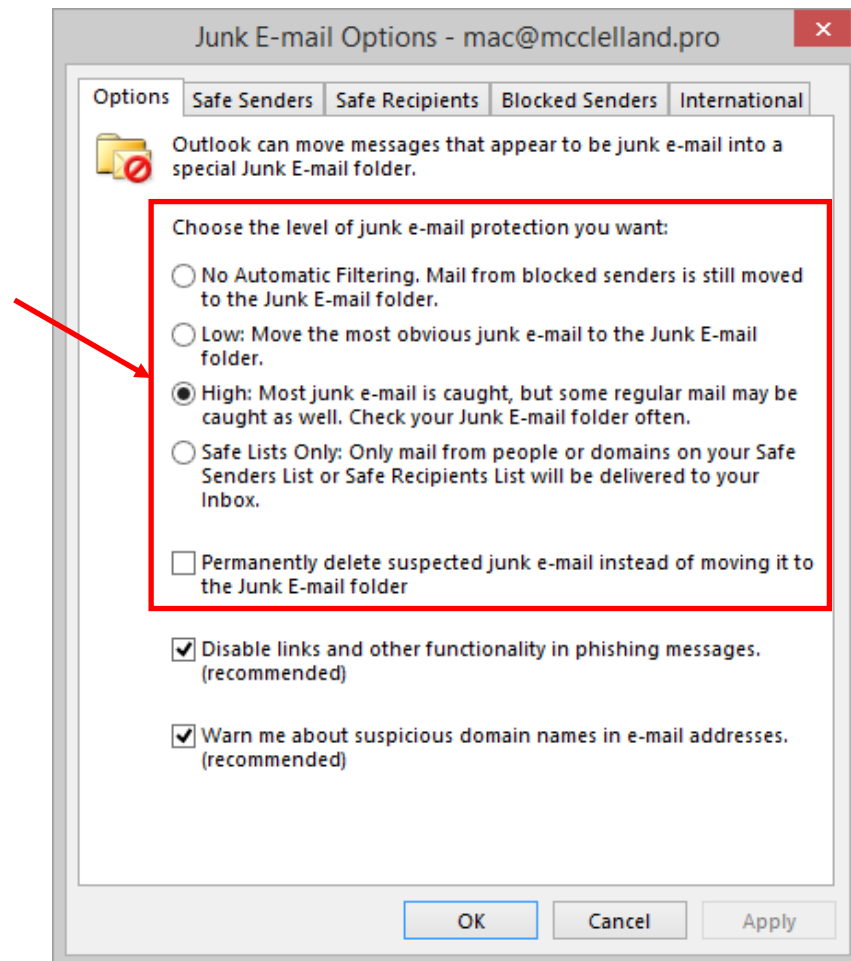 Junk E-mail Options - mac@mcclelland.pro
Options Safe Senders Safe Recipients Blocked Senders International
Outlook can move messages that appear to be junk e-mail into a
special Junk E-mail folder.
Choose the level of junk e-mail protection you want:
No Automatic Filtering. Mail from blocked senders is still moved
to the Junk E-mail folder.
Low: Move the most obvious junk e-mail to the Junk E-mail
folder.
High: Most junk e-mail is caught, but some regular mail may be
caught as well. Check your Junk E-mail folder often.
Safe Lists Only: Only mail from people or domains on your Safe
Senders List or Safe Recipients List will be delivered to your
Inbox.
Permanently delete suspected junk e-mail instead of moving it to
the Junk E-mail folder
Disable links and other functionality in phishing messages.
(recommended)
Warn me about suspicious domain names in e-mail addresses.
(recommended)
OK Cancel Apply